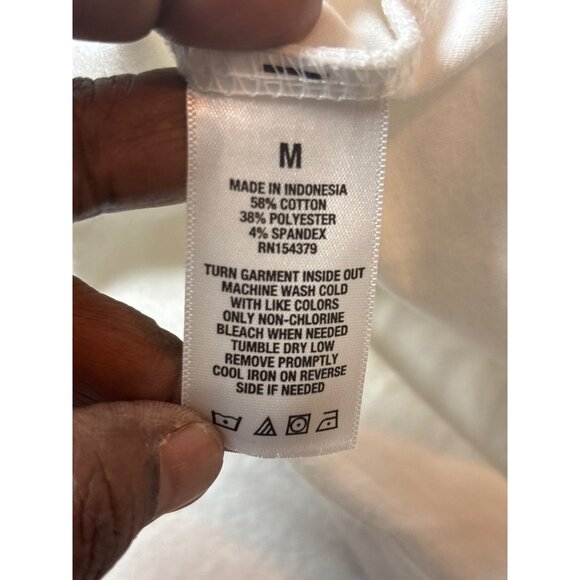 M
MADE IN INDONESIA
58% COTTON
38% POLYESTER
4% SPANDEX
RN154379
TURN GARMENT INSIDE OUT
MACHINE WASH COLD
WITH LIKE COLORS
ONLY NON-CHLORINE
BLEACH WHEN NEEDED
TUMBLE DRY LOW
REMOVE PROMPTLY
COOL IRON ON REVERSE
SIDE IF NEEDED